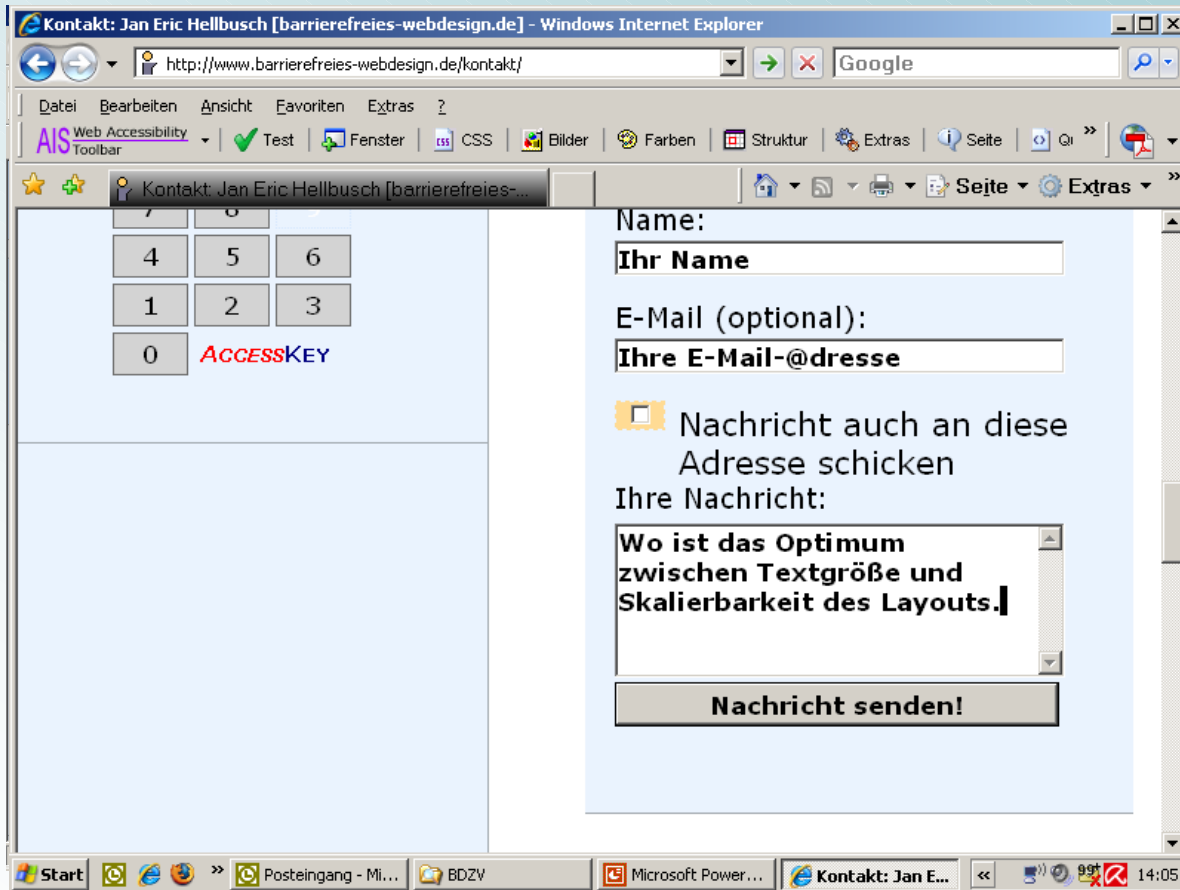 Kontakt: Jan Eric Hellbusch [barrierefreies-webdesign.de] - Windows Internet Explorer
http://www.barrierefreies-webdesign.de/kontakt/
Google
Datei Bearbeiten Ansicht Favoriten Extras ?
AIS Web Accessibility Toolbar Test Fenster CSS Bilder Farben Struktur Extras Seite »
Kontakt: Jan Eric Hellbusch [barrierefreies-... Seite Extras »
7 8 9
4 5 6
1 2 3
0 ACCESSKEY
Name:
Ihr Name
E-Mail (optional):
Ihre E-Mail-@dresse
Nachricht auch an diese
Adresse schicken
Ihre Nachricht:
Wo ist das Optimum
zwischen Textgröße und
Skalierbarkeit des Layouts.
Nachricht senden!
Start » Posteingang - Mi... BDZV Microsoft Power... Kontakt: Jan E... « 14:05